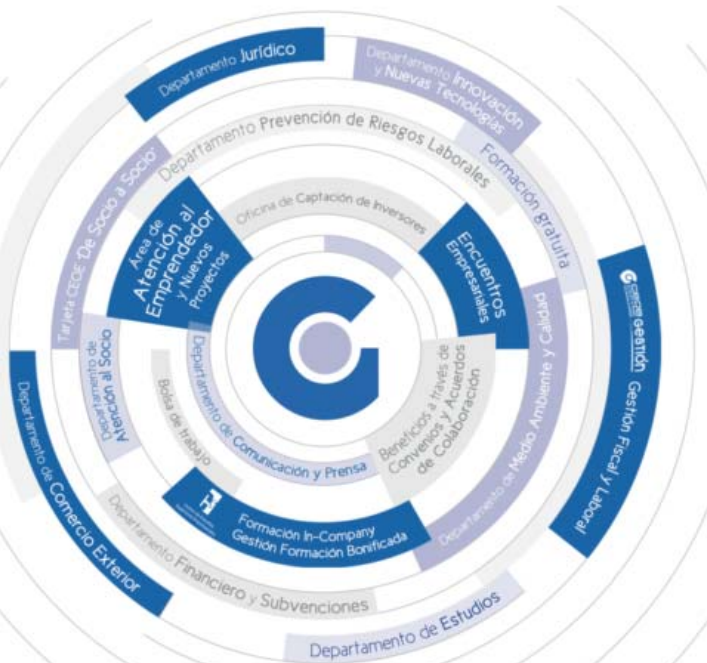 Departamento Jurídico
Departamento Innovación
y Nuevas Tecnologías
Departamento Prevención de Riesgos Laborales
Formación gratuita
Tarjeta CEOE "De Socio a Socio"
Oficina de Captación de Inversores
Área de
Atención al
Emprendedor
y Nuevos
Proyectos
Encuentros
Empresariales
GESTIÓN Gestión Fiscal y Laboral
Departamento de
Atención al Socio
Bolsa de trabajo
Departamento de Comunicación y Prensa
Beneficios a través de
Convenios y Acuerdos
de Colaboración
Departamento de Medio Ambiente y Calidad
Departamento de Comercio Exterior
Formación In-Company
Gestión Formación Bonificada
Departamento Financiero y Subvenciones
Departamento de Estudios